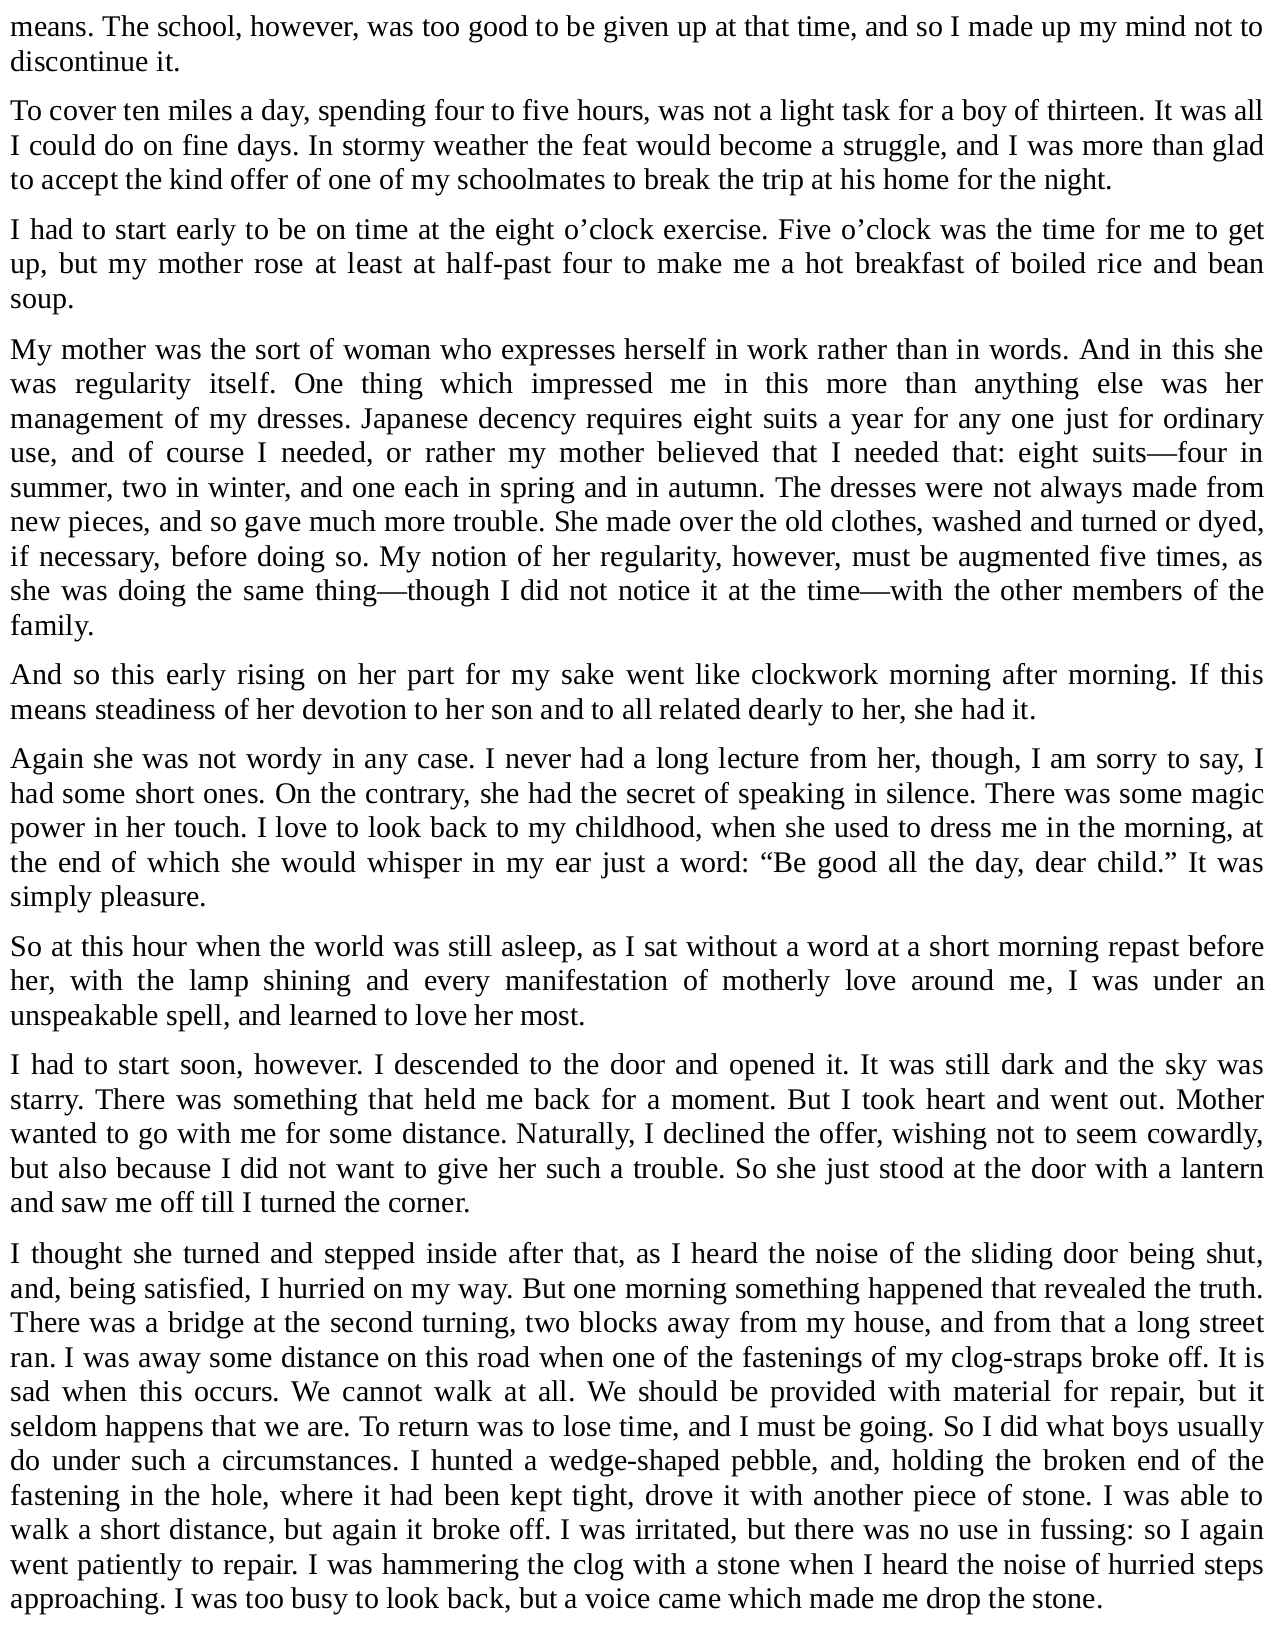 means. The school, however, was too good to be given up at that time, and so I made up my mind not to
discontinue it.
To cover ten miles a day, spending four to five hours, was not a light task for a boy of thirteen. It was all
I could do on fine days. In stormy weather the feat would become a struggle, and I was more than glad
to accept the kind offer of one of my schoolmates to break the trip at his home for the night.
I had to start early to be on time at the eight o’clock exercise. Five o’clock was the time for me to get
up, but my mother rose at least at half-past four to make me a hot breakfast of boiled rice and bean
soup.
My mother was the sort of woman who expresses herself in work rather than in words. And in this she
was regularity itself. One thing which impressed me in this more than anything else was her
management of my dresses. Japanese decency requires eight suits a year for any one just for ordinary
use, and of course I needed, or rather my mother believed that I needed that: eight suits—four in
summer, two in winter, and one each in spring and in autumn. The dresses were not always made from
new pieces, and so gave much more trouble. She made over the old clothes, washed and turned or dyed,
if necessary, before doing so. My notion of her regularity, however, must be augmented five times, as
she was doing the same thing—though I did not notice it at the time—with the other members of the
family.
And so this early rising on her part for my sake went like clockwork morning after morning. If this
means steadiness of her devotion to her son and to all related dearly to her, she had it.
Again she was not wordy in any case. I never had a long lecture from her, though, I am sorry to say, I
had some short ones. On the contrary, she had the secret of speaking in silence. There was some magic
power in her touch. I love to look back to my childhood, when she used to dress me in the morning, at
the end of which she would whisper in my ear just a word: “Be good all the day, dear child.” It was
simply pleasure.
So at this hour when the world was still asleep, as I sat without a word at a short morning repast before
her, with the lamp shining and every manifestation of motherly love around me, I was under an
unspeakable spell, and learned to love her most.
I had to start soon, however. I descended to the door and opened it. It was still dark and the sky was
starry. There was something that held me back for a moment. But I took heart and went out. Mother
wanted to go with me for some distance. Naturally, I declined the offer, wishing not to seem cowardly,
but also because I did not want to give her such a trouble. So she just stood at the door with a lantern
and saw me off till I turned the corner.
I thought she turned and stepped inside after that, as I heard the noise of the sliding door being shut,
and, being satisfied, I hurried on my way. But one morning something happened that revealed the truth.
There was a bridge at the second turning, two blocks away from my house, and from that a long street
ran. I was away some distance on this road when one of the fastenings of my clog-straps broke off. It is
sad when this occurs. We cannot walk at all. We should be provided with material for repair, but it
seldom happens that we are. To return was to lose time, and I must be going. So I did what boys usually
do under such a circumstances. I hunted a wedge-shaped pebble, and, holding the broken end of the
fastening in the hole, where it had been kept tight, drove it with another piece of stone. I was able to
walk a short distance, but again it broke off. I was irritated, but there was no use in fussing: so I again
went patiently to repair. I was hammering the clog with a stone when I heard the noise of hurried steps
approaching. I was too busy to look back, but a voice came which made me drop the stone.